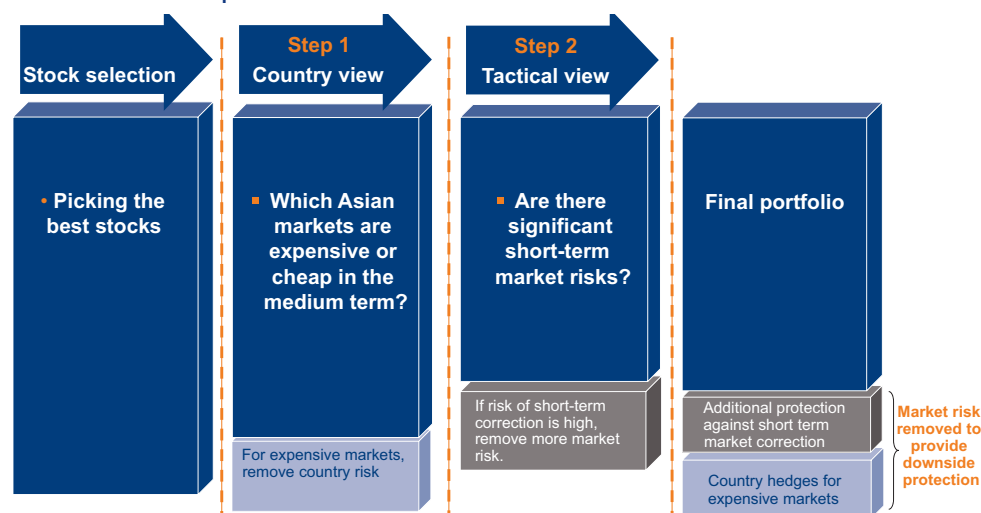 Stock selection
Step 1
Country view
Step 2
Tactical view
• Picking the
best stocks
▪ Which Asian
markets are
expensive or
cheap in the
medium term?
For expensive markets,
remove country risk
▪ Are there
significant
short-term
market risks?
If risk of short-term
correction is high,
remove more market
risk.
Final portfolio
Additional protection
against short term
market correction
Country hedges for
expensive markets
Market risk
removed to
provide
downside
protection